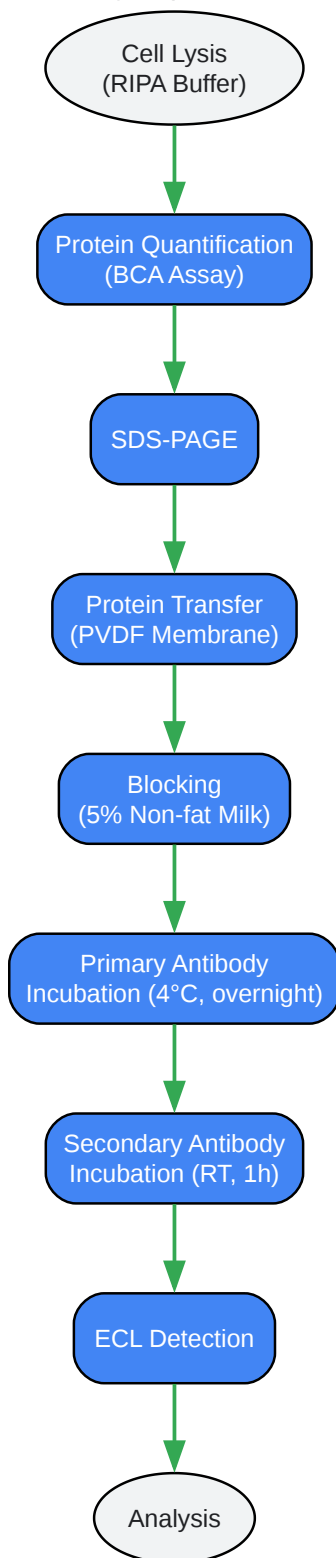 Cell Lysis
(RIPA Buffer)
Protein Quantification
(BCA Assay)
SDS-PAGE
Protein Transfer
(PVDF Membrane)
Blocking
(5% Non-fat Milk)
Primary Antibody
Incubation (4°C, overnight)
Secondary Antibody
Incubation (RT, 1h)
ECL Detection
Analysis